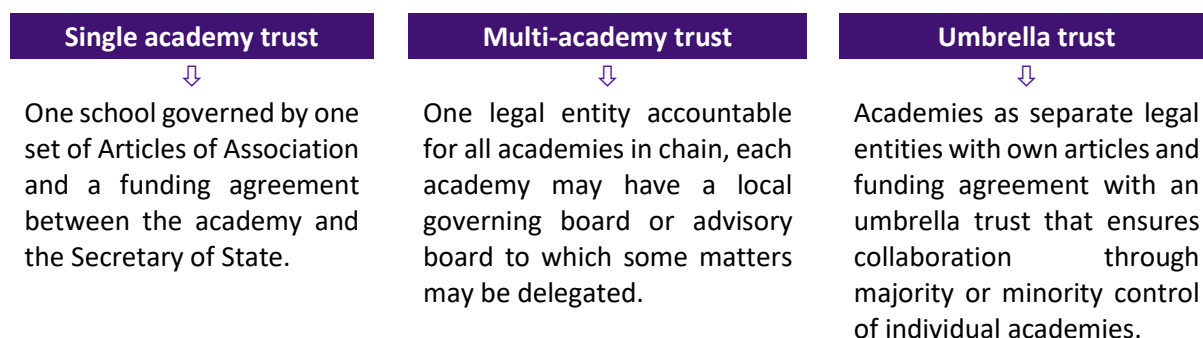 Single academy trust
⇩
One school governed by one
set of Articles of Association
and a funding agreement
between the academy and
the Secretary of State.
Multi-academy trust
⇩
One legal entity accountable
for all academies in chain, each
academy may have a local
governing board or advisory
board to which some matters
may be delegated.
Umbrella trust
⇩
Academies as separate legal
entities with own articles and
funding agreement with an
umbrella trust that ensures
collaboration through
majority or minority control
of individual academies.